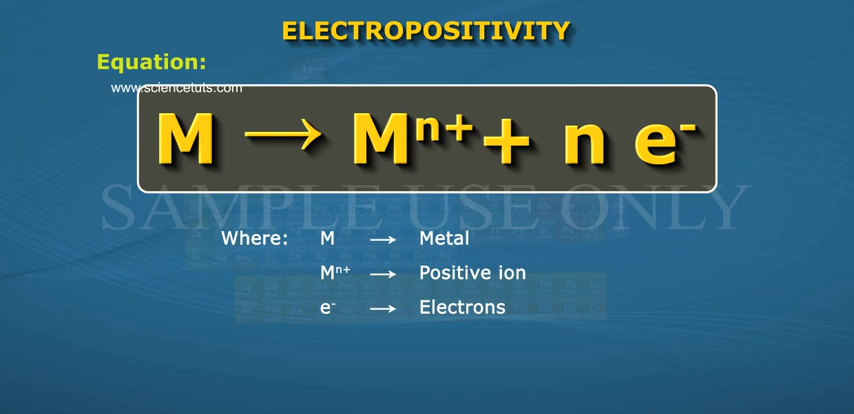 ELECTROPOSITIVITY
Equation:
www.sciencetuts.com
M → Mⁿ⁺ + n e⁻
SAMPLE USE ONLY
Where: M → Metal
Mⁿ⁺ → Positive ion
e⁻ → Electrons